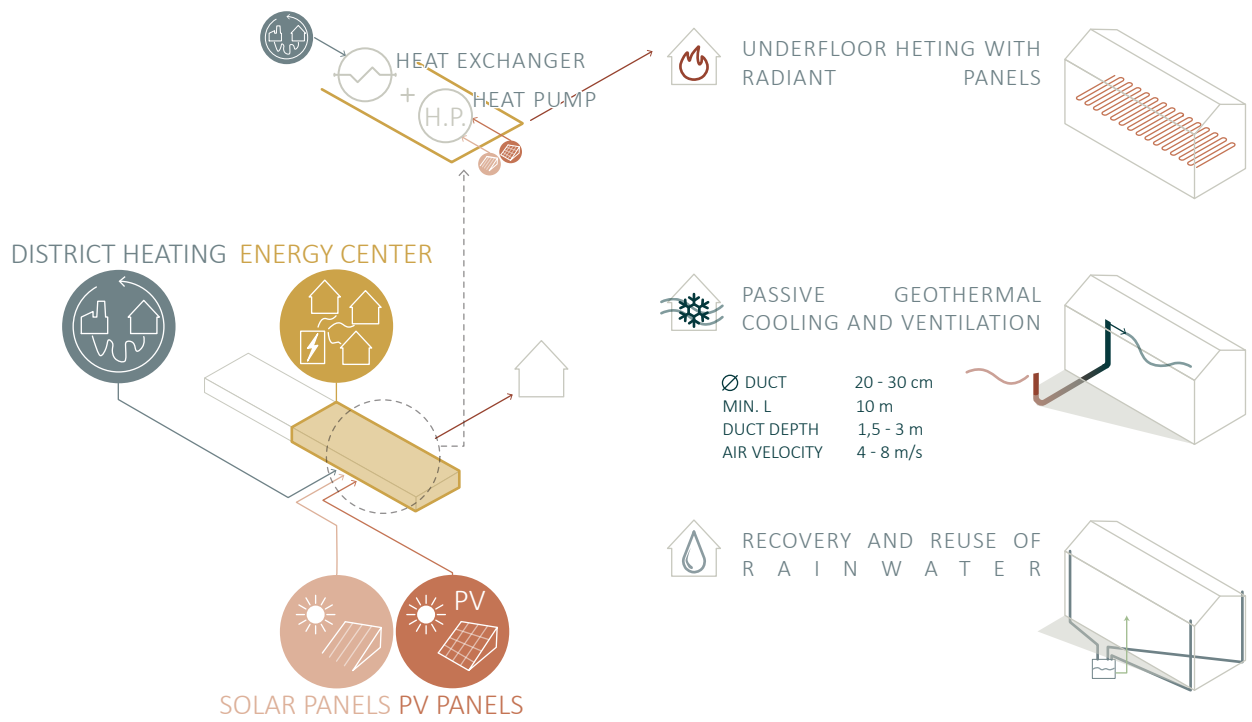 HEAT EXCHANGER
+
HEAT PUMP
H.P.
UNDERFLOOR HETING WITH
RADIANT PANELS
DISTRICT HEATING
ENERGY CENTER
PASSIVE GEOTHERMAL
COOLING AND VENTILATION
Ø DUCT 20 - 30 cm
MIN. L 10 m
DUCT DEPTH 1,5 - 3 m
AIR VELOCITY 4 - 8 m/s
RECOVERY AND REUSE OF
RAINWATER
PV
SOLAR PANELS
PV PANELS